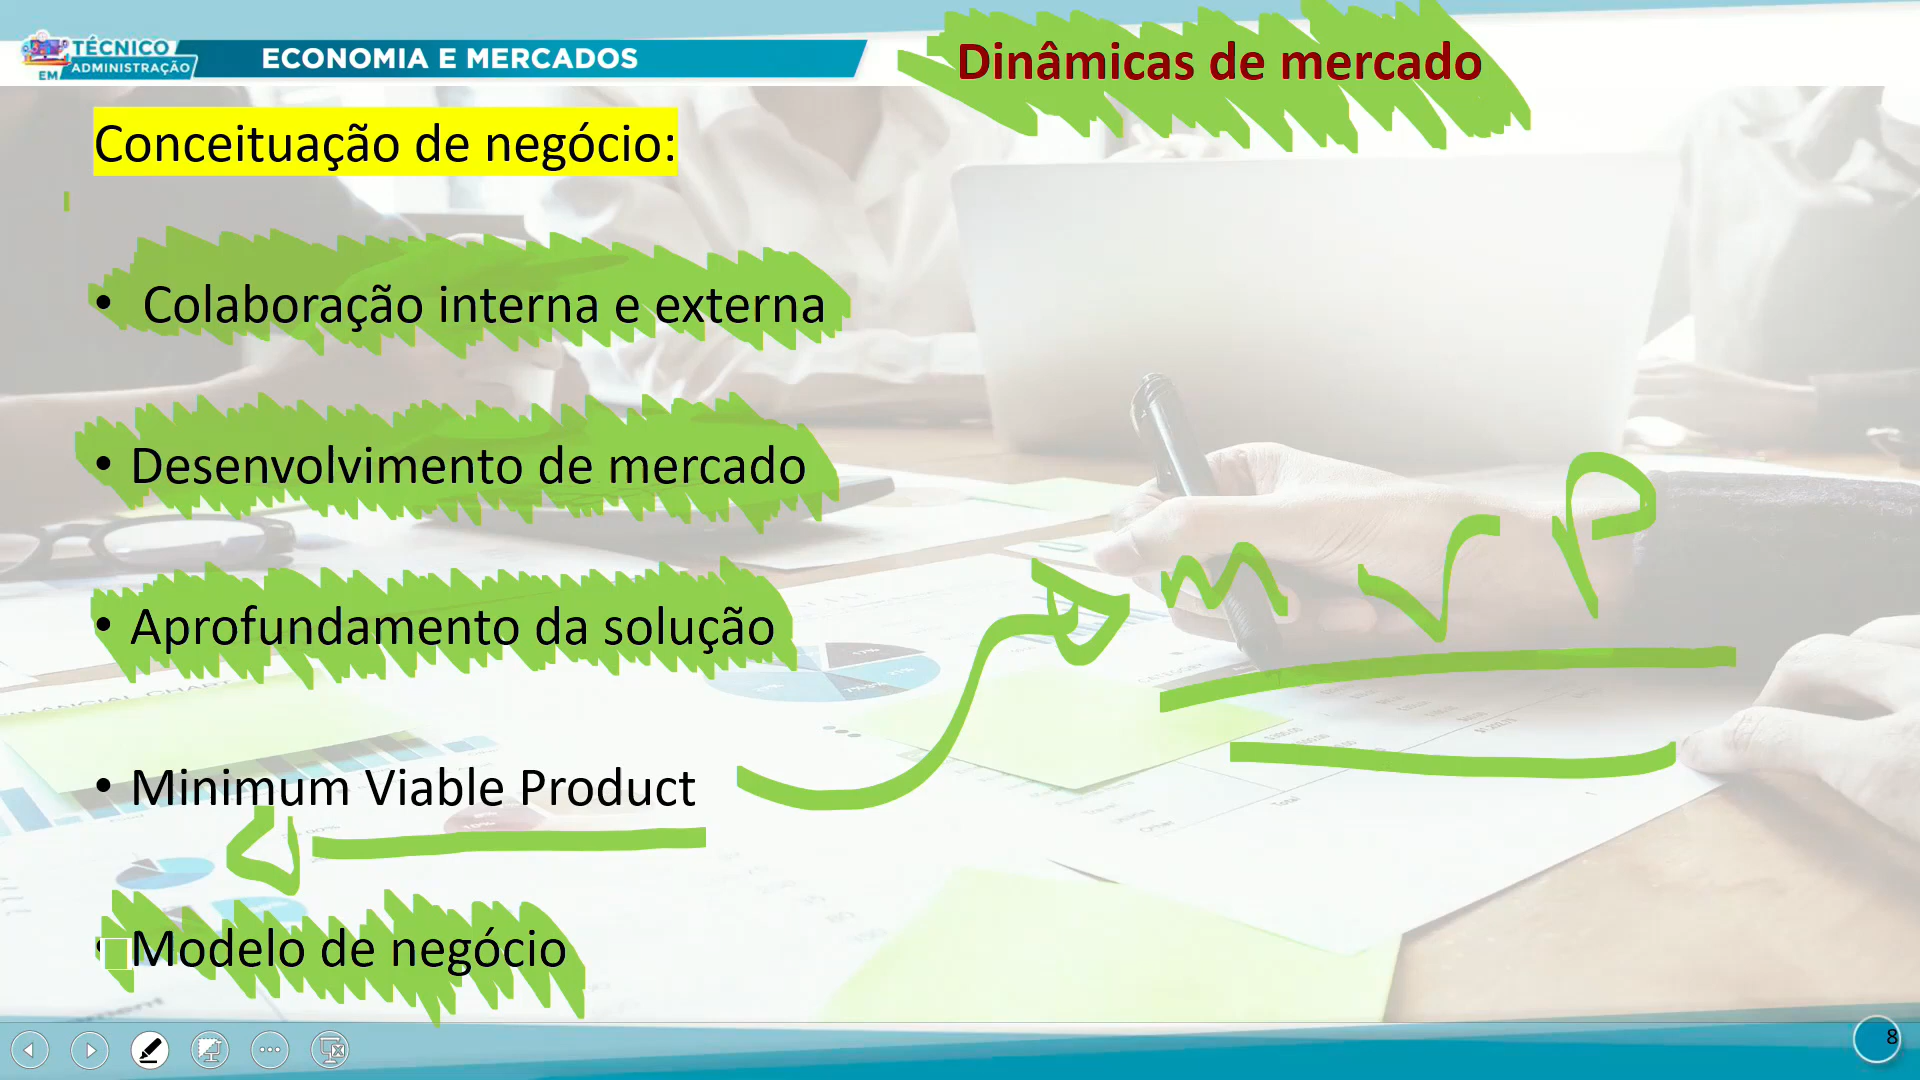 TÉCNICO
EM ADMINISTRAÇÃO
ECONOMIA E MERCADOS
Dinâmicas de mercado
Conceituação de negócio:
• Colaboração interna e externa
• Desenvolvimento de mercado
• Aprofundamento da solução
• Minimum Viable Product
MVP
• Modelo de negócio
8